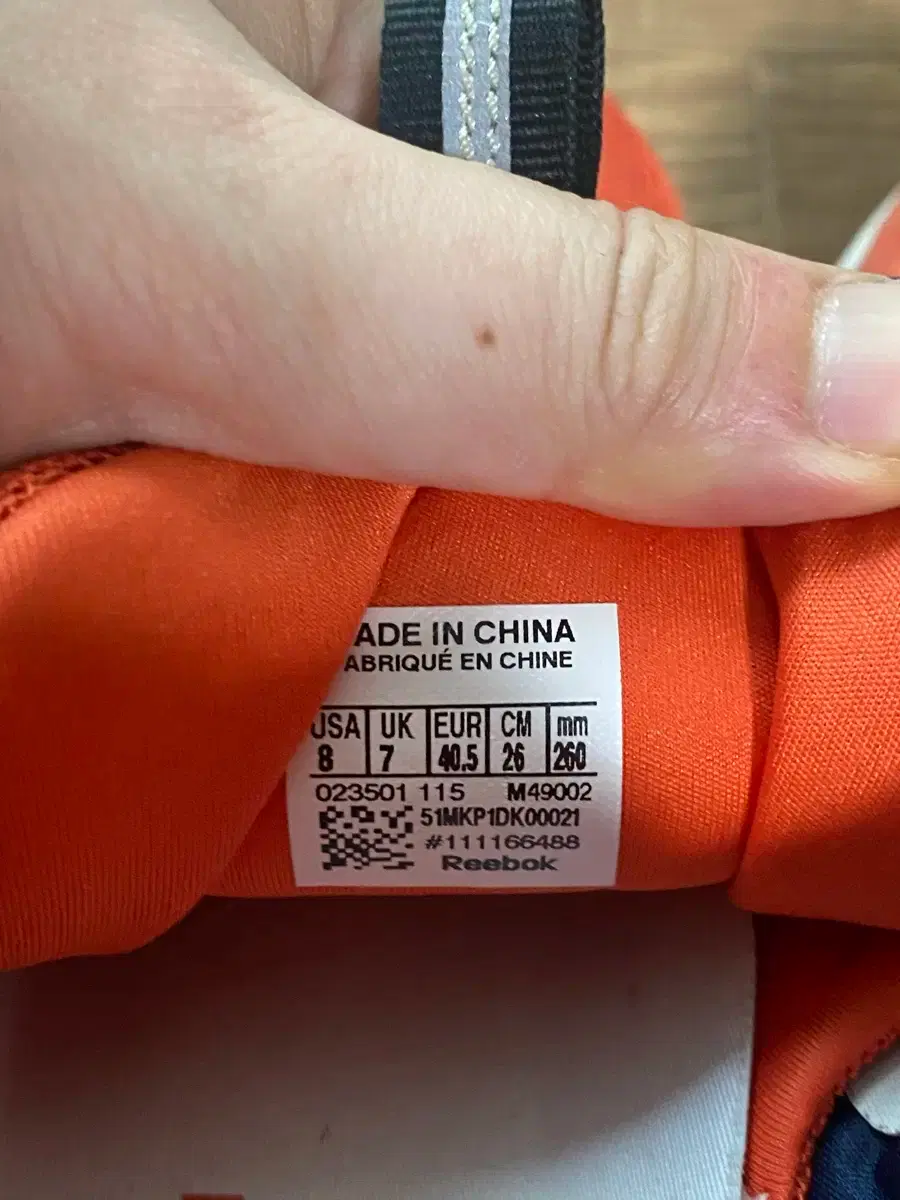 ADE IN CHINA
ABRIQUÉ EN CHINE
USA UK EUR CM mm
8 7 40.5 26 260
023501 115 M49002
51MKP1DK00021
#111166488
Reebok